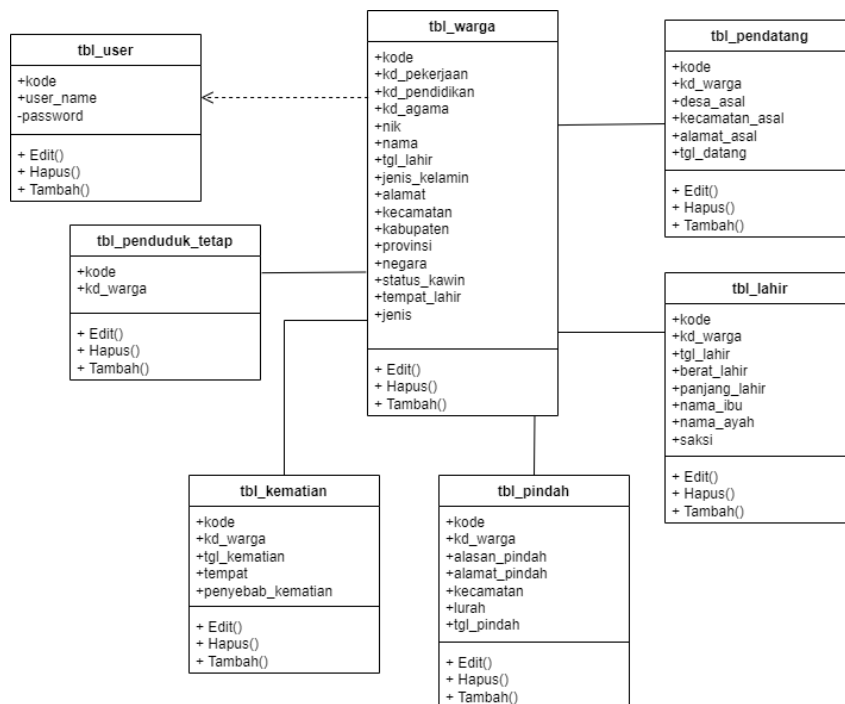 tbl_user
+kode
+user_name
-password
+ Edit()
+ Hapus()
+ Tambah()
tbl_warga
+kode
+kd_pekerjaan
+kd_pendidikan
+kd_agama
+nik
+nama
+tgl_lahir
+jenis_kelamin
+alamat
+kecamatan
+kabupaten
+provinsi
+negara
+status_kawin
+tempat_lahir
+jenis
+ Edit()
+ Hapus()
+ Tambah()
tbl_pendatang
+kode
+kd_warga
+desa_asal
+kecamatan_asal
+alamat_asal
+tgl_datang
+ Edit()
+ Hapus()
+ Tambah()
tbl_penduduk_tetap
+kode
+kd_warga
+ Edit()
+ Hapus()
+ Tambah()
tbl_lahir
+kode
+kd_warga
+tgl_lahir
+berat_lahir
+panjang_lahir
+nama_ibu
+nama_ayah
+saksi
+ Edit()
+ Hapus()
+ Tambah()
tbl_kematian
+kode
+kd_warga
+tgl_kematian
+tempat
+penyebab_kematian
+ Edit()
+ Hapus()
+ Tambah()
tbl_pindah
+kode
+kd_warga
+alasan_pindah
+alamat_pindah
+kecamatan
+lurah
+tgl_pindah
+ Edit()
+ Hapus()
+ Tambah()